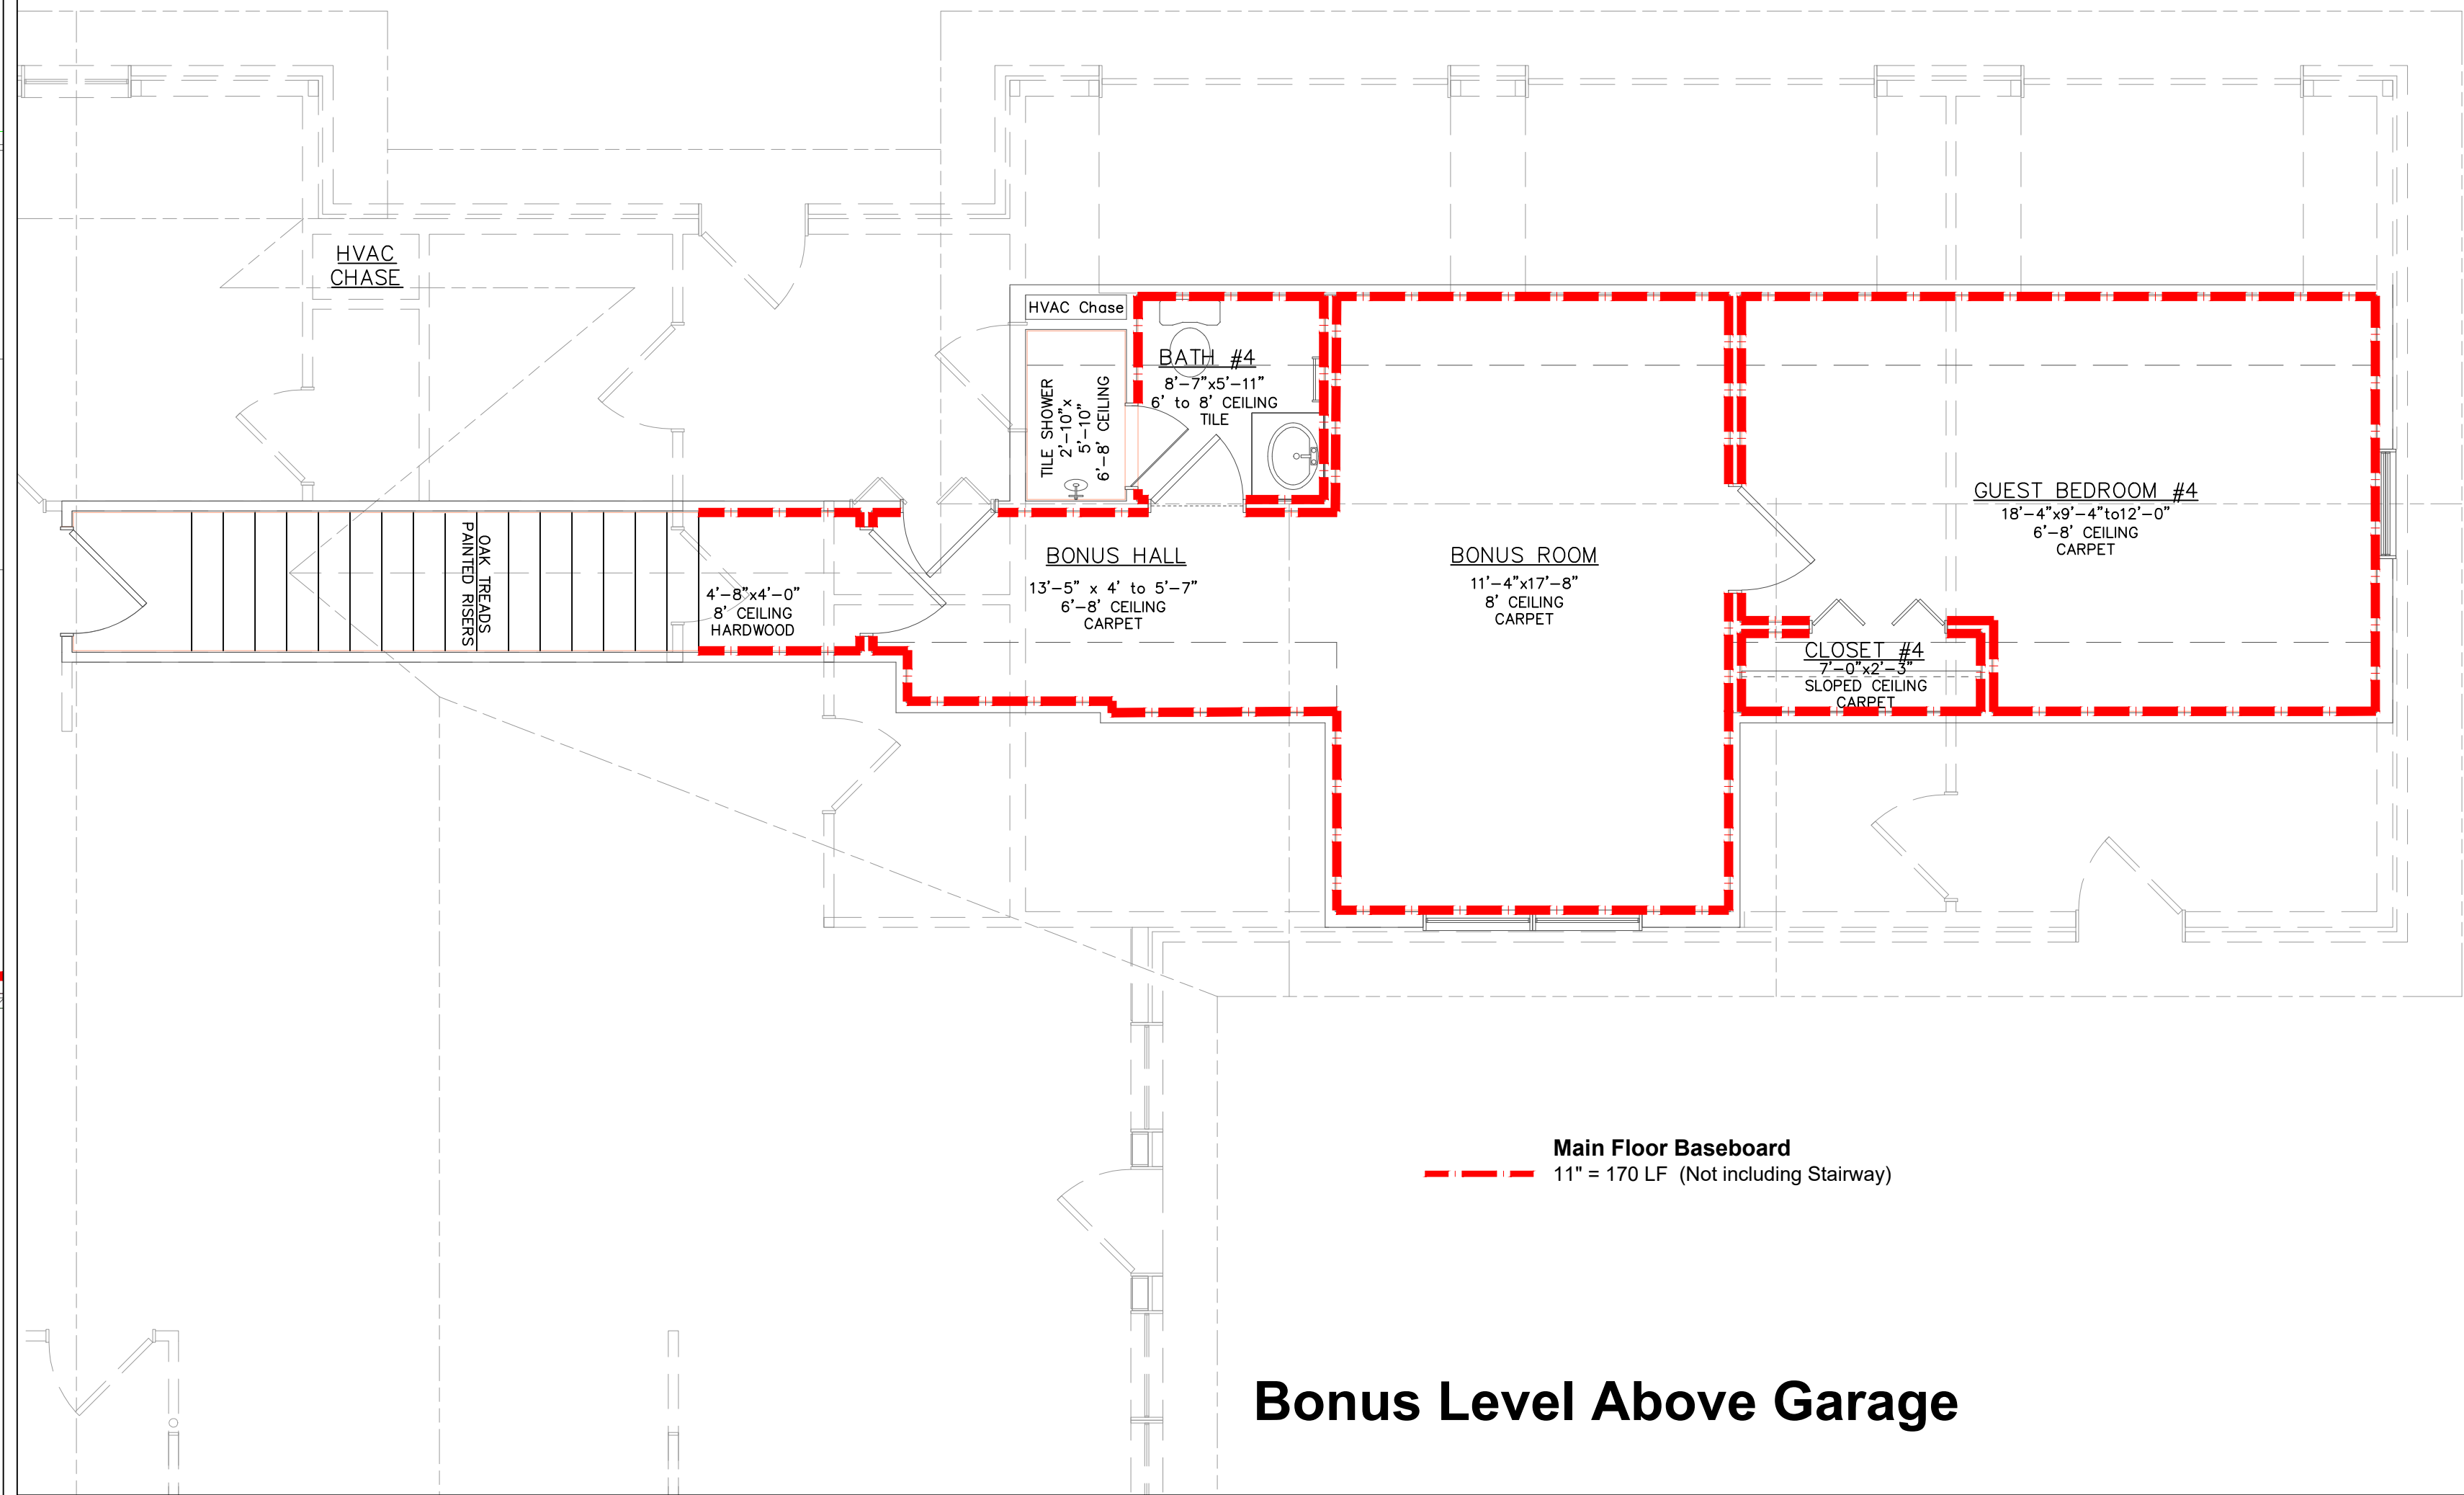 HVAC
CHASE
HVAC Chase
TILE SHOWER
2'-10"x
5'-10"
6'-8' CEILING
BATH #4
8'-7"x5'-11"
6' to 8' CEILING
TILE
OAK TREADS
PAINTED RISERS
4'-8"x4'-0"
8' CEILING
HARDWOOD
BONUS HALL
13'-5" x 4' to 5'-7"
6'-8' CEILING
CARPET
BONUS ROOM
11'-4"x17'-8"
8' CEILING
CARPET
GUEST BEDROOM #4
18'-4"x9'-4"to12'-0"
6'-8' CEILING
CARPET
CLOSET #4
7'-0"x2'-3"
SLOPED CEILING
CARPET
Main Floor Baseboard
11" = 170 LF (Not including Stairway)
Bonus Level Above Garage